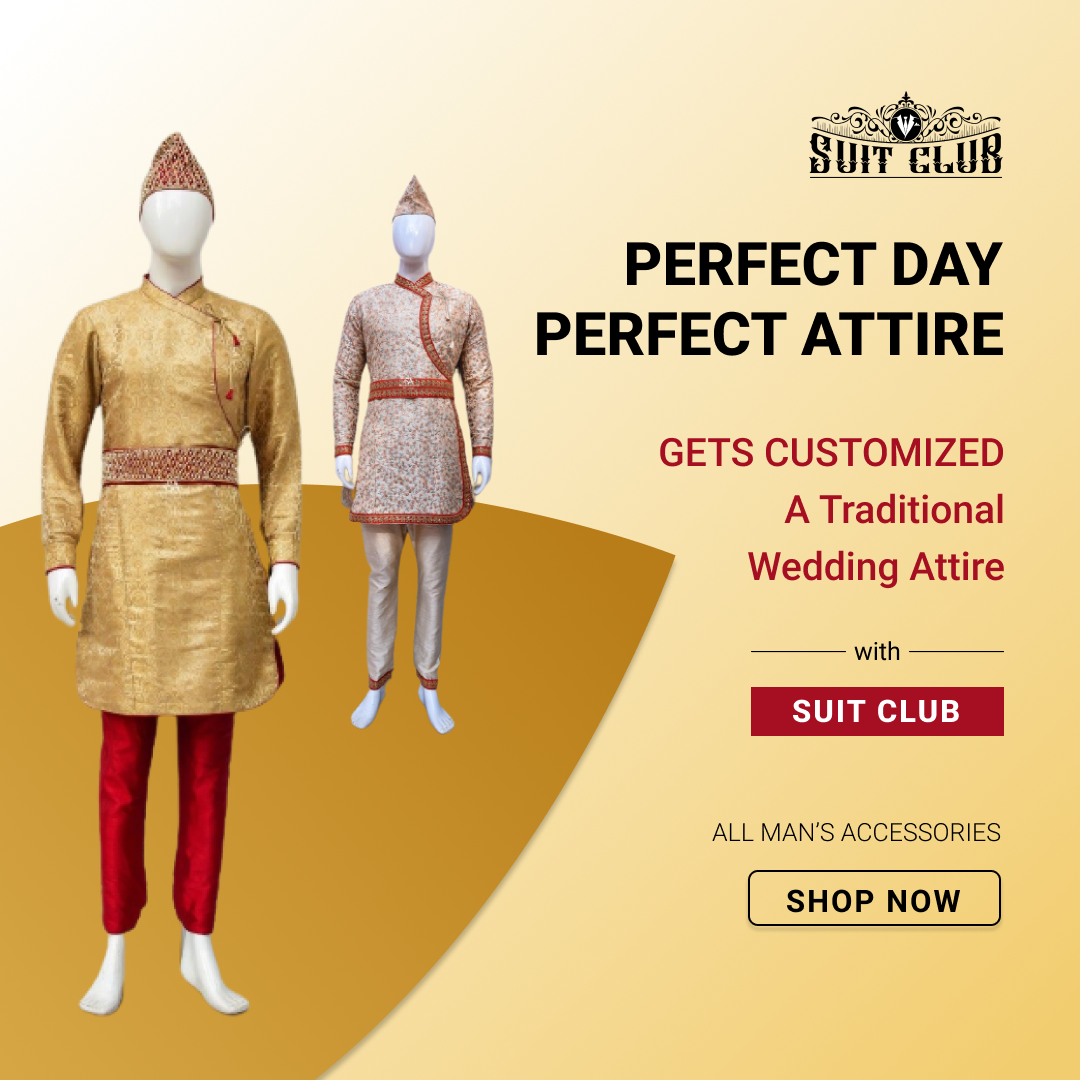 SUIT CLUB
PERFECT DAY
PERFECT ATTIRE
GETS CUSTOMIZED
A Traditional
Wedding Attire
with
SUIT CLUB
ALL MAN’S ACCESSORIES
SHOP NOW